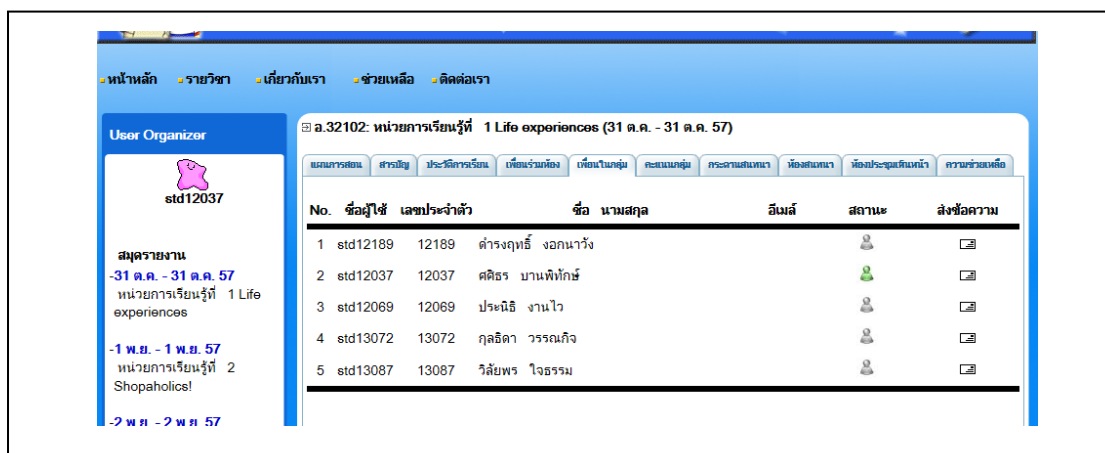 หน้าหลัก รายวิชา เกี่ยวกับเรา ช่วยเหลือ ติดต่อเรา
User Organizer
std12037
สมุดรายงาน
-31 ต.ค. - 31 ต.ค. 57
หน่วยการเรียนรู้ที่ 1 Life
experiences
-1 พ.ย. - 1 พ.ย. 57
หน่วยการเรียนรู้ที่ 2
Shopaholics!
-2 พ.ย. - 2 พ.ย. 57
อ.32102: หน่วยการเรียนรู้ที่ 1 Life experiences (31 ต.ค. - 31 ต.ค. 57)
แผนการสอน สารบัญ ประวัติการเรียน เพื่อนร่วมห้อง เพื่อนในกลุ่ม คะแนนกลุ่ม กระดานสนทนา ห้องสนทนา ห้องประชุมเห็นหน้า ความช่วยเหลือ
No. ชื่อผู้ใช้ เลขประจำตัว ชื่อ นามสกุล อีเมล์ สถานะ ส่งข้อความ
1 std12189 12189 ดำรงฤทธิ์ งอกนาวัง
2 std12037 12037 ศศิธร บานพิทักษ์
3 std12069 12069 ประนิธิ งานไว
4 std13072 13072 กุลธิดา วรรณกิจ
5 std13087 13087 วิลัยพร ใจธรรม